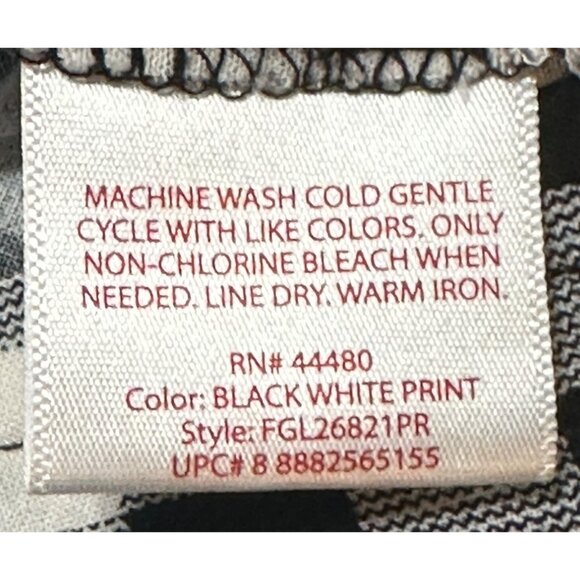 MACHINE WASH COLD GENTLE
CYCLE WITH LIKE COLORS. ONLY
NON-CHLORINE BLEACH WHEN
NEEDED. LINE DRY. WARM IRON.
RN# 44480
Color: BLACK WHITE PRINT
Style: FGL26821PR
UPC# 8 8882565155